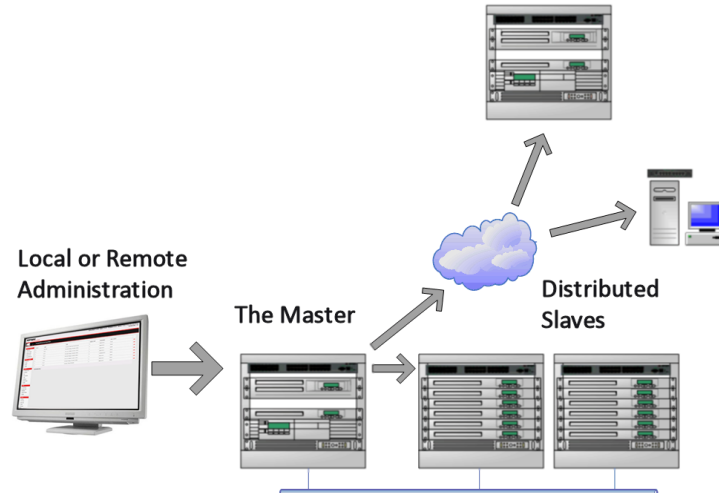 Local or Remote
Administration
The Master
Distributed
Slaves